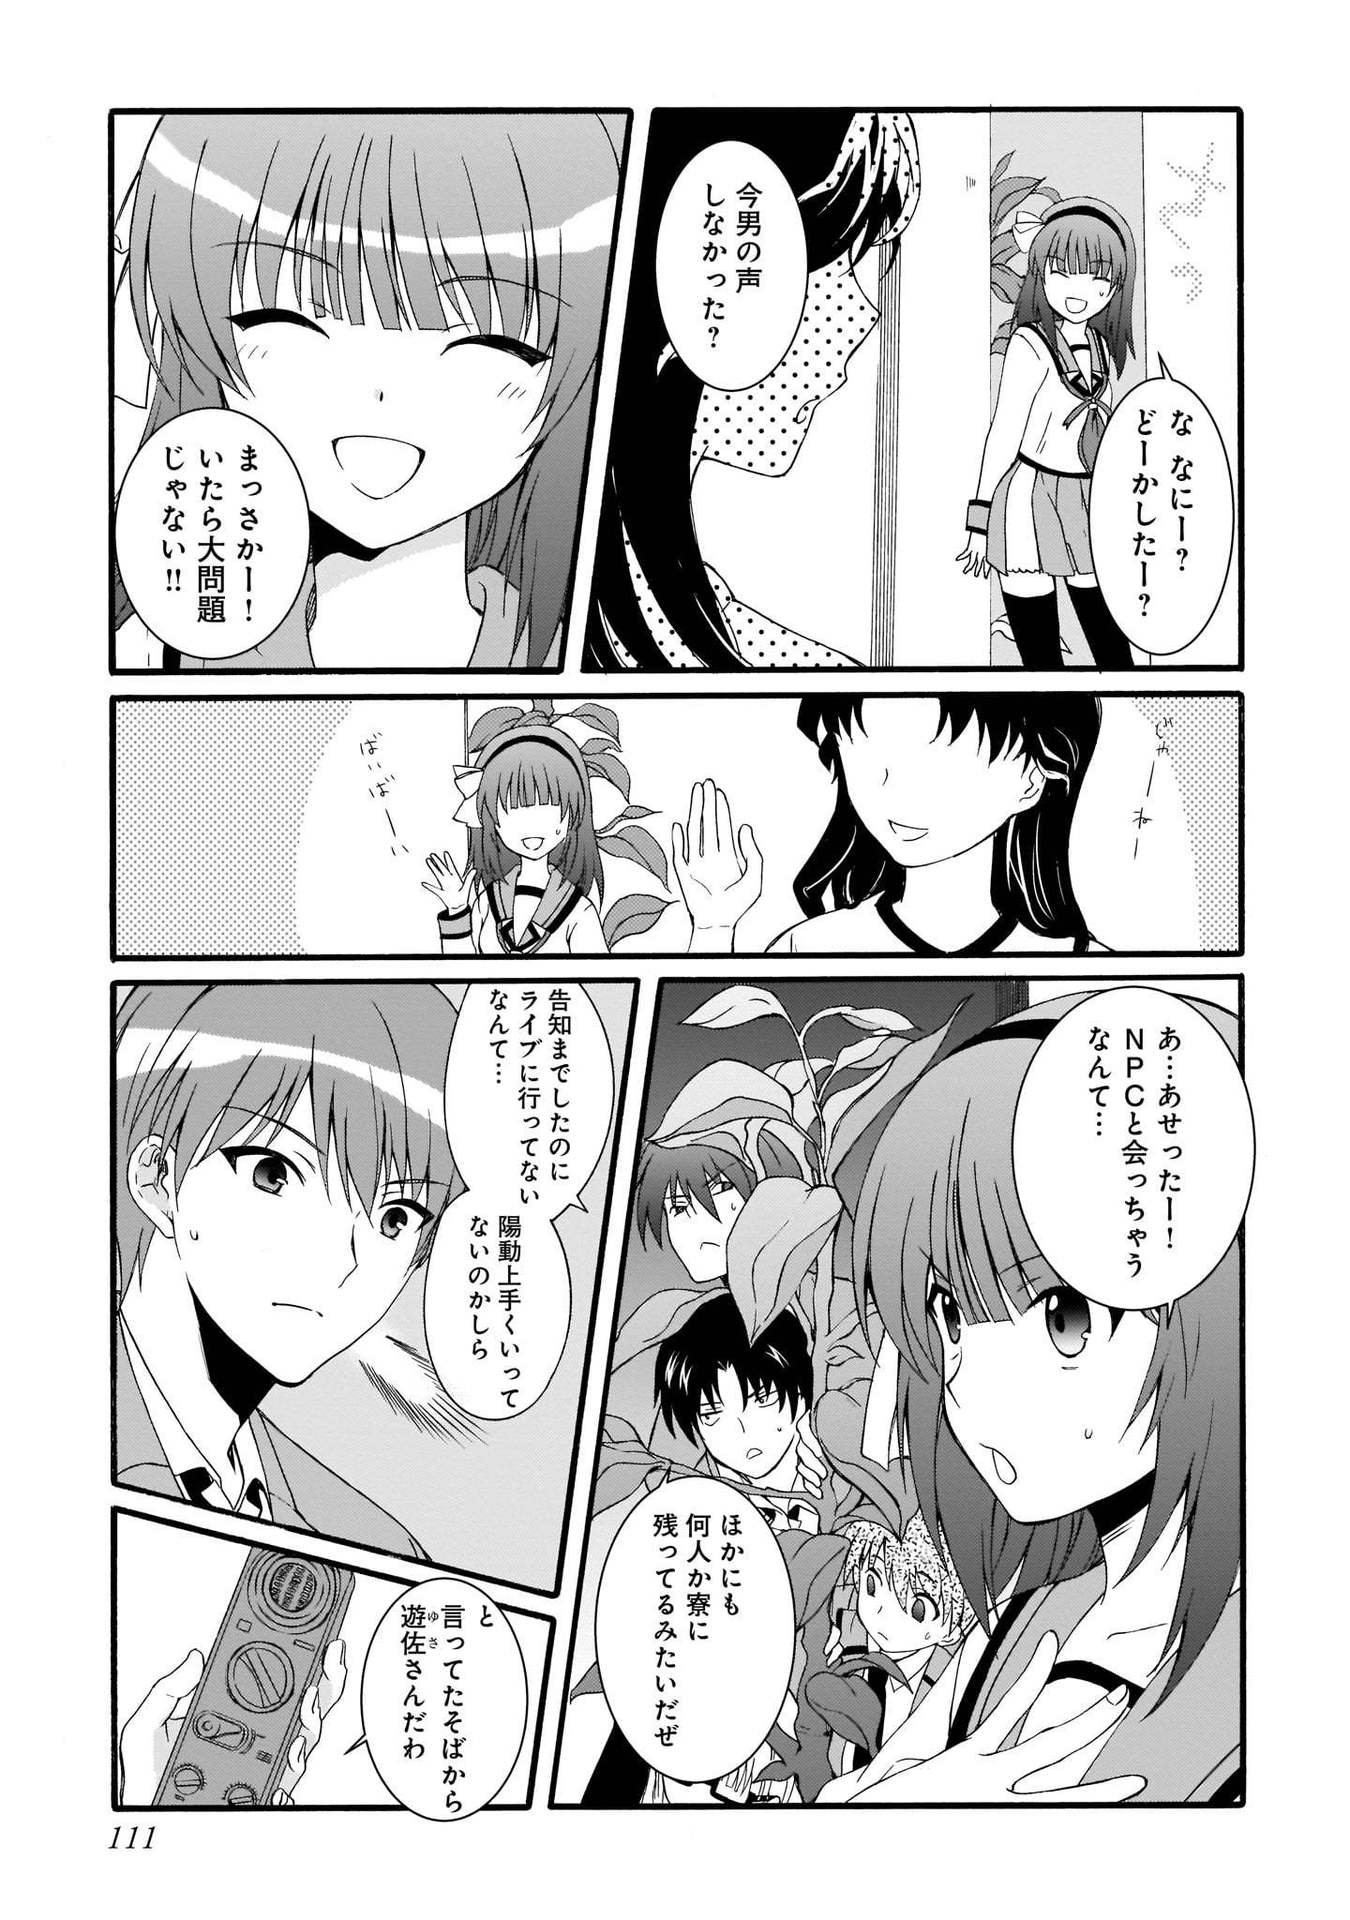 な なにー?
どーかしたー?
今男の声
しなかった?
まっさかー!
いたら大問題
じゃない!!
じゃーねー
ばいばーい
あ…あせったー!
NPCと会っちゃう
なんて…
ほかにも
何人か寮に
残ってるみたいだぜ
告知までしたのに
ライブに行ってない
なんて…
陽動上手くいって
ないのかしら
と
言ってたそばから
遊佐さんだわ
ゆさ
111